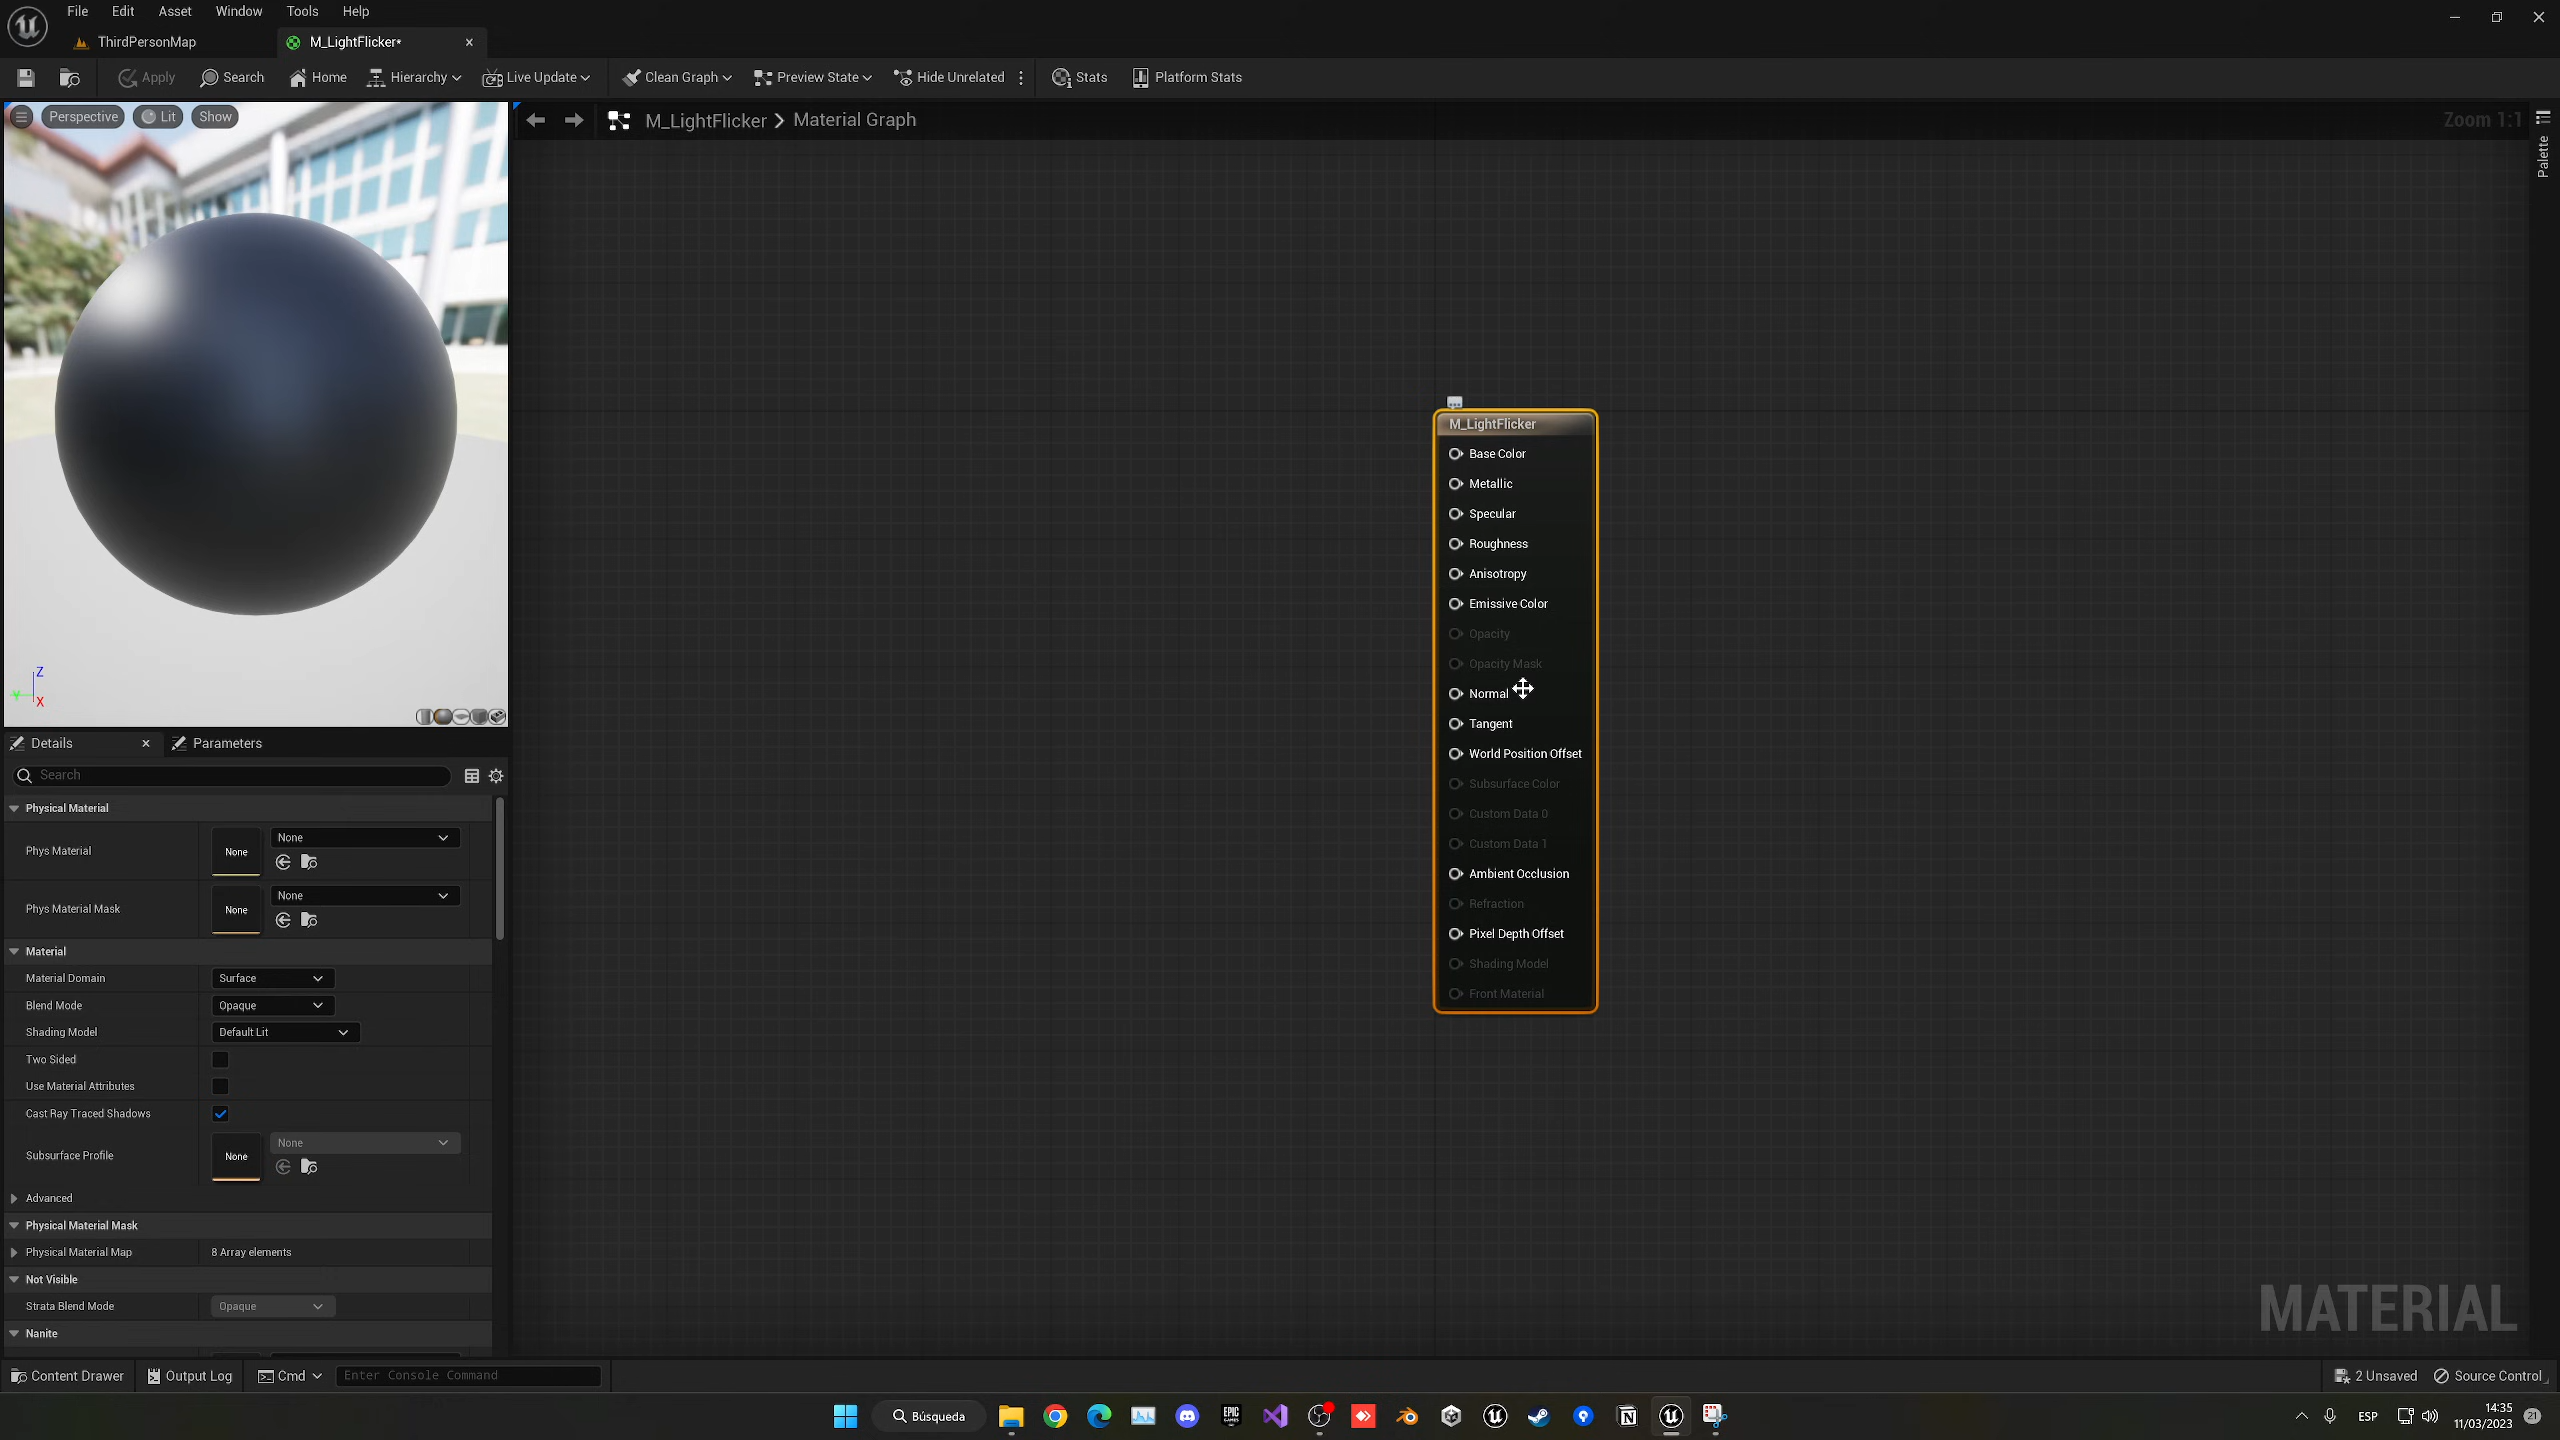 File Edit Asset Window Tools Help
ThirdPersonMap
M_LightFlicker*
Apply Search Home Hierarchy Live Update Clean Graph Preview State Hide Unrelated Stats Platform Stats
Perspective Lit Show
M_LightFlicker > Material Graph
Zoom 1:1
Palette
M_LightFlicker
Base Color
Metallic
Specular
Roughness
Anisotropy
Emissive Color
Opacity
Opacity Mask
Normal
Tangent
World Position Offset
Subsurface Color
Custom Data 0
Custom Data 1
Ambient Occlusion
Refraction
Pixel Depth Offset
Shading Model
Front Material
Z
Y
X
Details
Parameters
Search
Physical Material
Phys Material None None
Phys Material Mask None None
Material
Material Domain Surface
Blend Mode Opaque
Shading Model Default Lit
Two Sided
Use Material Attributes
Cast Ray Traced Shadows
Subsurface Profile None None
Advanced
Physical Material Mask
Physical Material Map 8 Array elements
Not Visible
Strata Blend Mode Opaque
Nanite
MATERIAL
Content Drawer Output Log Cmd Enter Console Command
2 Unsaved Source Control
Búsqueda
EPIC GAMES
ESP
14:35
11/03/2023
21